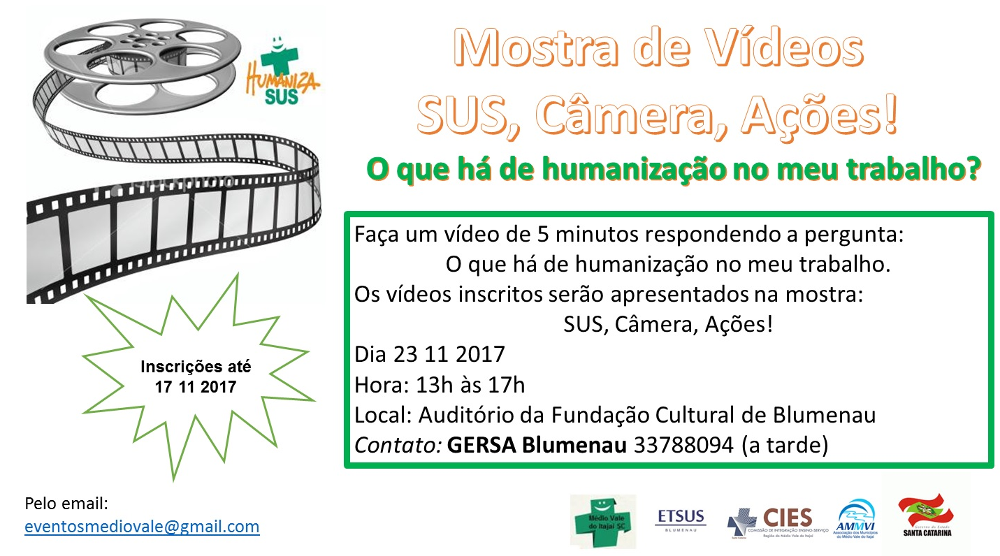 HUMANIZA
SUS
Mostra de Vídeos
SUS, Câmera, Ações!
O que há de humanização no meu trabalho?
Faça um vídeo de 5 minutos respondendo a pergunta:
O que há de humanização no meu trabalho.
Os vídeos inscritos serão apresentados na mostra:
SUS, Câmera, Ações!
Dia 23 11 2017
Hora: 13h às 17h
Local: Auditório da Fundação Cultural de Blumenau
Contato: GERSA Blumenau 33788094 (a tarde)
Inscrições até
17 11 2017
Pelo email:
eventosmediovale@gmail.com
Médio Vale
do Itajaí SC
ETSUS
BLUMENAU
CIES
COMISSÃO DE INTEGRAÇÃO ENSINO-SERVIÇO
Região do Médio Vale do Itajaí
Santa Catarina
AMMVI
Associação dos Municípios
do Médio Vale do Itajaí
Governo do Estado
SANTA CATARINA